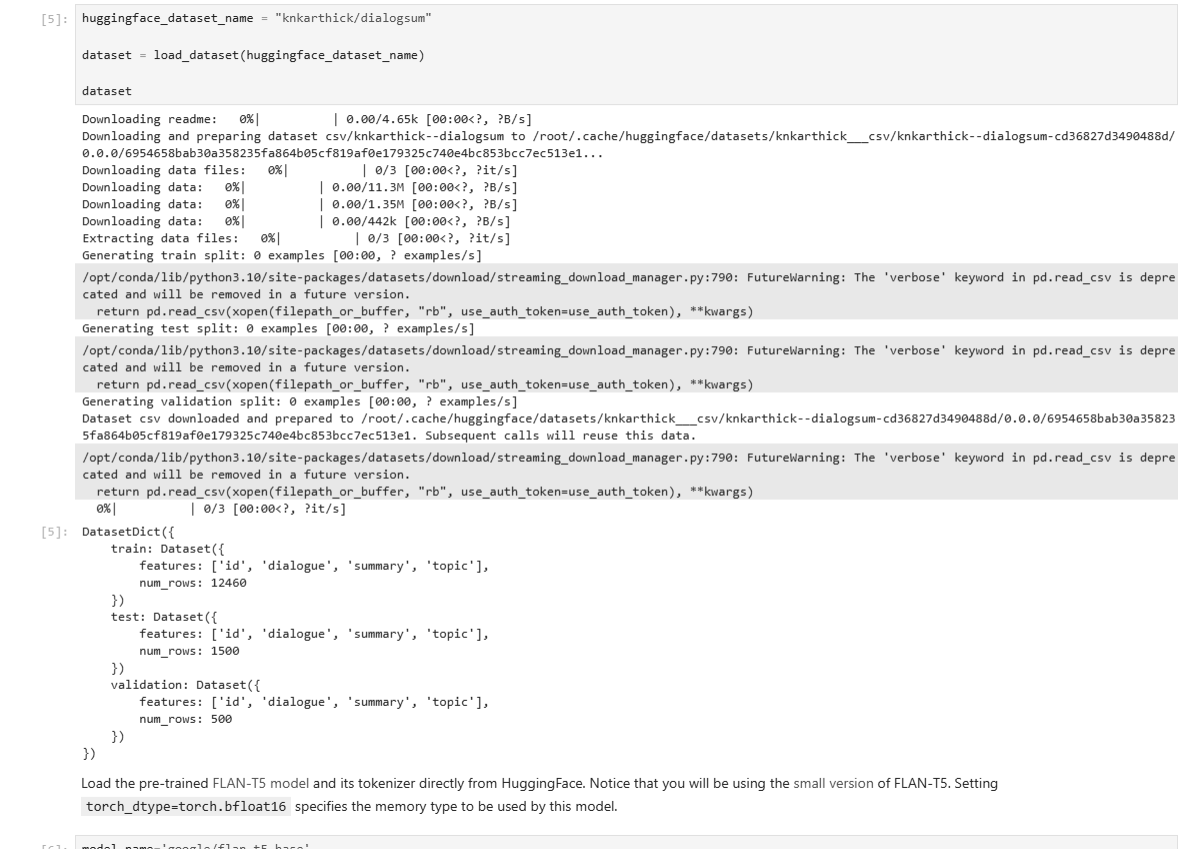 [5]: huggingface_dataset_name = "knkarthick/dialogsum"
dataset = load_dataset(huggingface_dataset_name)
dataset
Downloading readme:   0%|          | 0.00/4.65k [00:00<?, ?B/s]
Downloading and preparing dataset csv/knkarthick--dialogsum to /root/.cache/huggingface/datasets/knkarthick___csv/knkarthick--dialogsum-cd36827d3490488d/
0.0.0/6954658bab30a358235fa864b05cf819af0e179325c740e4bc853bcc7ec513e1...
Downloading data files:   0%|          | 0/3 [00:00<?, ?it/s]
Downloading data:   0%|          | 0.00/11.3M [00:00<?, ?B/s]
Downloading data:   0%|          | 0.00/1.35M [00:00<?, ?B/s]
Downloading data:   0%|          | 0.00/442k [00:00<?, ?B/s]
Extracting data files:   0%|          | 0/3 [00:00<?, ?it/s]
Generating train split: 0 examples [00:00, ? examples/s]
/opt/conda/lib/python3.10/site-packages/datasets/download/streaming_download_manager.py:790: FutureWarning: The 'verbose' keyword in pd.read_csv is depre
cated and will be removed in a future version.
  return pd.read_csv(xopen(filepath_or_buffer, "rb", use_auth_token=use_auth_token), **kwargs)
Generating test split: 0 examples [00:00, ? examples/s]
/opt/conda/lib/python3.10/site-packages/datasets/download/streaming_download_manager.py:790: FutureWarning: The 'verbose' keyword in pd.read_csv is depre
cated and will be removed in a future version.
  return pd.read_csv(xopen(filepath_or_buffer, "rb", use_auth_token=use_auth_token), **kwargs)
Generating validation split: 0 examples [00:00, ? examples/s]
Dataset csv downloaded and prepared to /root/.cache/huggingface/datasets/knkarthick___csv/knkarthick--dialogsum-cd36827d3490488d/0.0.0/6954658bab30a35823
5fa864b05cf819af0e179325c740e4bc853bcc7ec513e1. Subsequent calls will reuse this data.
/opt/conda/lib/python3.10/site-packages/datasets/download/streaming_download_manager.py:790: FutureWarning: The 'verbose' keyword in pd.read_csv is depre
cated and will be removed in a future version.
  return pd.read_csv(xopen(filepath_or_buffer, "rb", use_auth_token=use_auth_token), **kwargs)
  0%|          | 0/3 [00:00<?, ?it/s]
[5]: DatasetDict({
    train: Dataset({
        features: ['id', 'dialogue', 'summary', 'topic'],
        num_rows: 12460
    })
    test: Dataset({
        features: ['id', 'dialogue', 'summary', 'topic'],
        num_rows: 1500
    })
    validation: Dataset({
        features: ['id', 'dialogue', 'summary', 'topic'],
        num_rows: 500
    })
})
Load the pre-trained FLAN-T5 model and its tokenizer directly from HuggingFace. Notice that you will be using the small version of FLAN-T5. Setting
torch_dtype=torch.bfloat16 specifies the memory type to be used by this model.
[6]: model_name='google/flan-t5-base'